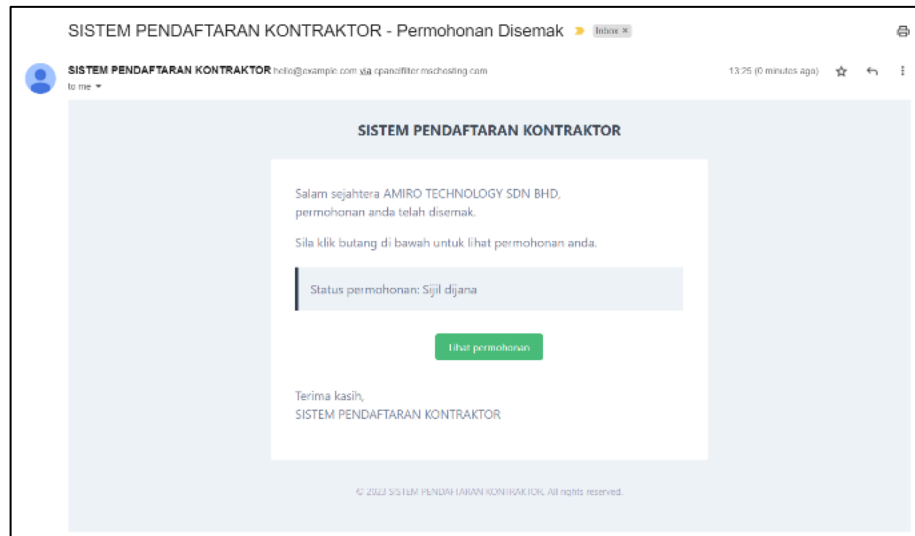 SISTEM PENDAFTARAN KONTRAKTOR - Permohonan Disemak Inbox ×
SISTEM PENDAFTARAN KONTRAKTOR hello@example.com via cpanelfilter.mschosting.com 13:25 (0 minutes ago)
to me
SISTEM PENDAFTARAN KONTRAKTOR
Salam sejahtera AMIRO TECHNOLOGY SDN BHD,
permohonan anda telah disemak.
Sila klik butang di bawah untuk lihat permohonan anda.
Status permohonan: Sijil dijana
Lihat permohonan
Terima kasih,
SISTEM PENDAFTARAN KONTRAKTOR
© 2023 SISTEM PENDAFTARAN KONTRAKTOR. All rights reserved.